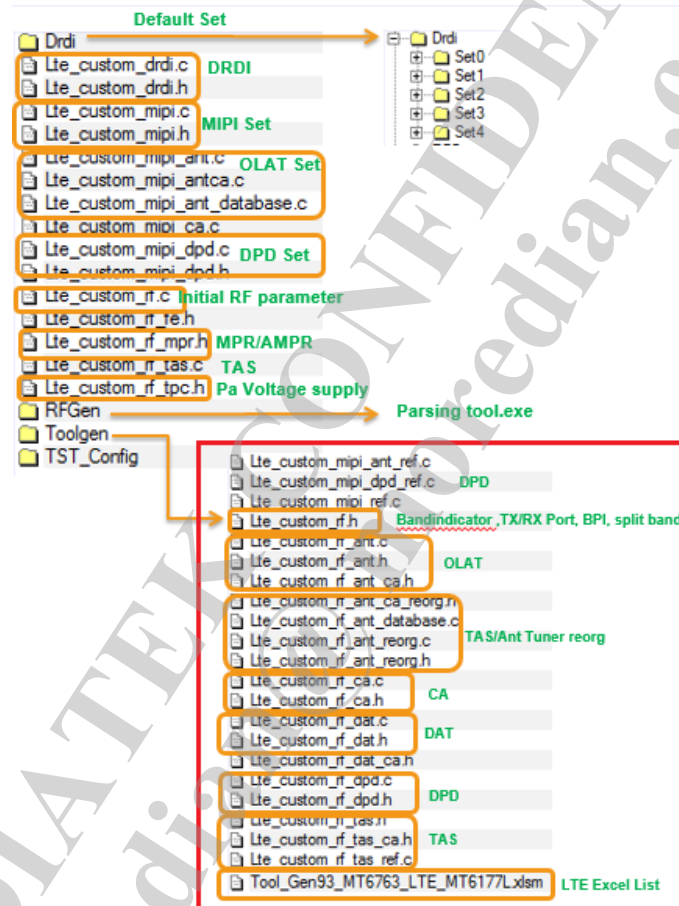 Default Set
Drdi
Lte_custom_drdi.c
Lte_custom_drdi.h
DRDI
Lte_custom_mipi.c
Lte_custom_mipi.h
MIPI Set
Lte_custom_mipi_ant.c
OLAT Set
Lte_custom_mipi_antca.c
Lte_custom_mipi_ant_database.c
Lte_custom_mipi_ca.c
Lte_custom_mipi_dpd.c
DPD Set
Lte_custom_mipi_dpd.h
Lte_custom_rf.c Initial RF parameter
Lte_custom_rf_fe.h
Lte_custom_rf_mpr.h MPR/AMPR
Lte_custom_rf_tas.c TAS
Lte_custom_rf_tpc.h Pa Voltage supply
RFGen Parsing tool.exe
Toolgen
TST_Config
Drdi
Set0
Set1
Set2
Set3
Set4
Lte_custom_mipi_ant_ref.c
Lte_custom_mipi_dpd_ref.c DPD
Lte_custom_mipi_ref.c
Lte_custom_rf.h Bandindicator ,TX/RX Port, BPI, split band
Lte_custom_rf_ant.c
Lte_custom_rf_ant.h OLAT
Lte_custom_rf_ant_ca.h
Lte_custom_rf_ant_ca_reorg.h
Lte_custom_rf_ant_database.c
Lte_custom_rf_ant_reorg.c TAS/Ant Tuner reorg
Lte_custom_rf_ant_reorg.h
Lte_custom_rf_ca.c
Lte_custom_rf_ca.h CA
Lte_custom_rf_dat.c
Lte_custom_rf_dat.h DAT
Lte_custom_rf_dat_ca.h
Lte_custom_rf_dpd.c
Lte_custom_rf_dpd.h DPD
Lte_custom_rf_tas.h
Lte_custom_rf_tas_ca.h TAS
Lte_custom_rf_tas_ref.c
Tool_Gen93_MT6763_LTE_MT6177L.xlsm LTE Excel List